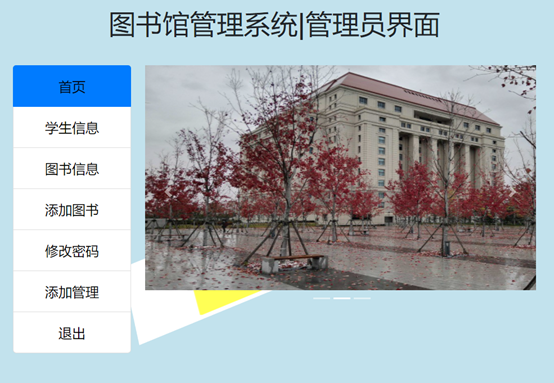 图书馆管理系统|管理员界面
首页
学生信息
图书信息
添加图书
修改密码
添加管理
退出